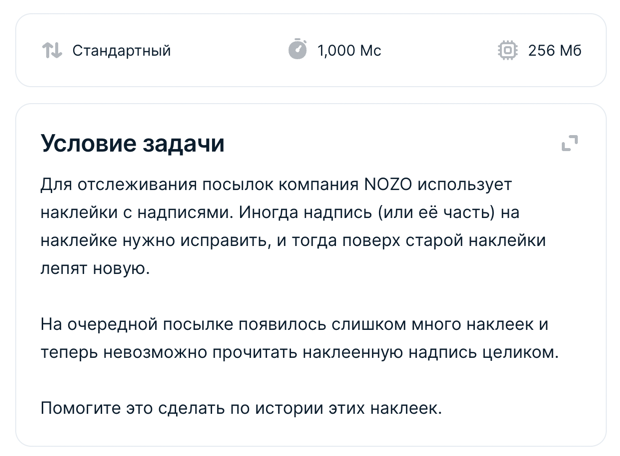 Стандартный
1,000 Мс
256 Мб
Условие задачи
Для отслеживания посылок компания NOZO использует
наклейки с надписями. Иногда надпись (или её часть) на
наклейке нужно исправить, и тогда поверх старой наклейки
лепят новую.
На очередной посылке появилось слишком много наклеек и
теперь невозможно прочитать наклеенную надпись целиком.
Помогите это сделать по истории этих наклеек.